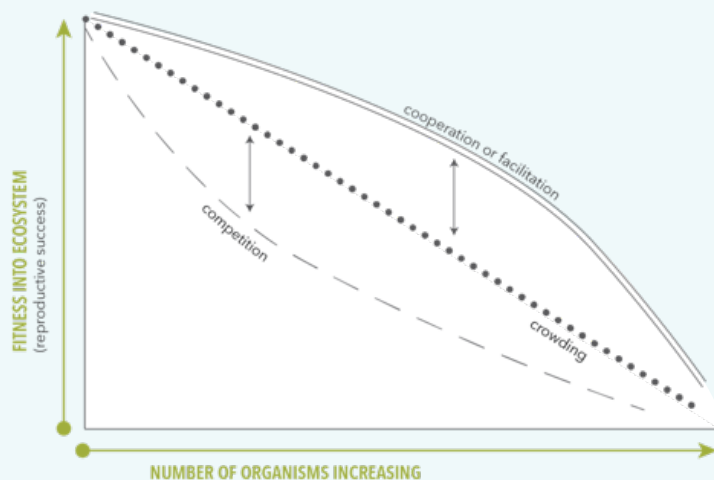 cooperation or facilitation
competition
crowding
FITNESS INTO ECOSYSTEM
(reproductive success)
NUMBER OF ORGANISMS INCREASING